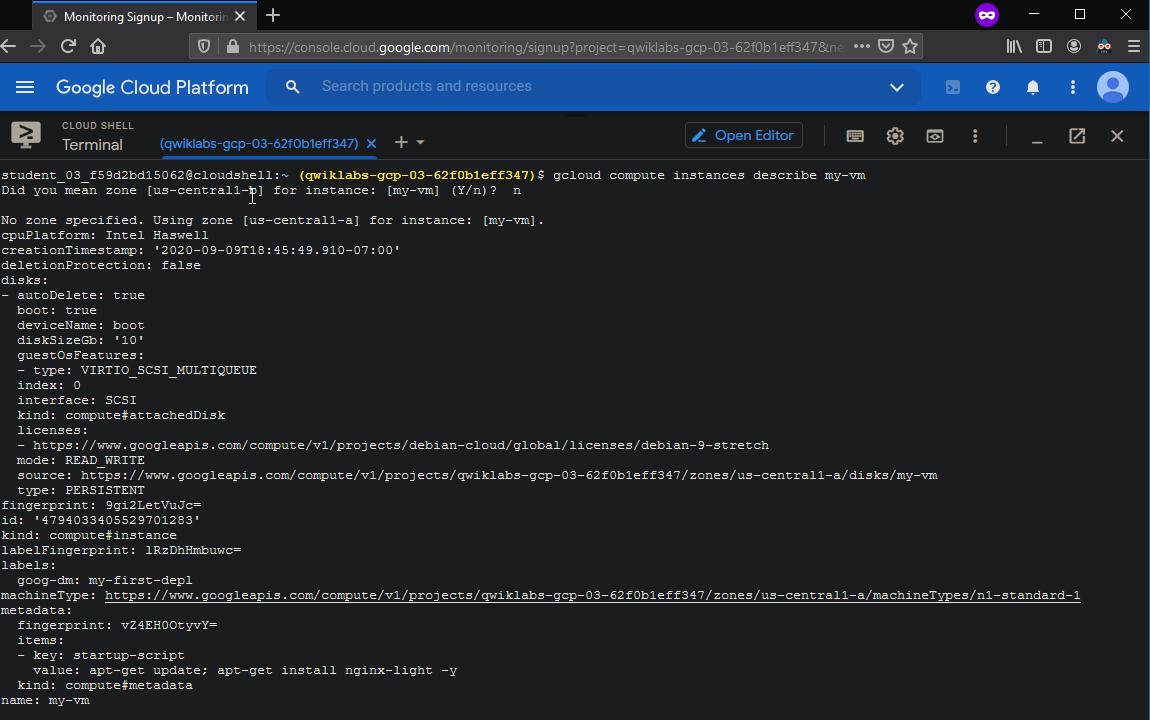 Monitoring Signup – Monitorin
https://console.cloud.google.com/monitoring/signup?project=qwiklabs-gcp-03-62f0b1eff347&ne
Google Cloud Platform
Search products and resources
CLOUD SHELL
Terminal
(qwiklabs-gcp-03-62f0b1eff347)
Open Editor
student_03_f59d2bd15062@cloudshell:~ (qwiklabs-gcp-03-62f0b1eff347)$ gcloud compute instances describe my-vm
Did you mean zone [us-central1-b] for instance: [my-vm] (Y/n)?  n
No zone specified. Using zone [us-central1-a] for instance: [my-vm].
cpuPlatform: Intel Haswell
creationTimestamp: '2020-09-09T18:45:49.910-07:00'
deletionProtection: false
disks:
- autoDelete: true
  boot: true
  deviceName: boot
  diskSizeGb: '10'
  guestOsFeatures:
  - type: VIRTIO_SCSI_MULTIQUEUE
  index: 0
  interface: SCSI
  kind: compute#attachedDisk
  licenses:
  - https://www.googleapis.com/compute/v1/projects/debian-cloud/global/licenses/debian-9-stretch
  mode: READ_WRITE
  source: https://www.googleapis.com/compute/v1/projects/qwiklabs-gcp-03-62f0b1eff347/zones/us-central1-a/disks/my-vm
  type: PERSISTENT
fingerprint: 9gi2LetVuJc=
id: '4794033405529701283'
kind: compute#instance
labelFingerprint: lRzDhHmbuwc=
labels:
  goog-dm: my-first-depl
machineType: https://www.googleapis.com/compute/v1/projects/qwiklabs-gcp-03-62f0b1eff347/zones/us-central1-a/machineTypes/n1-standard-1
metadata:
  fingerprint: vZ4EH0OtyvY=
  items:
  - key: startup-script
    value: apt-get update; apt-get install nginx-light -y
  kind: compute#metadata
name: my-vm